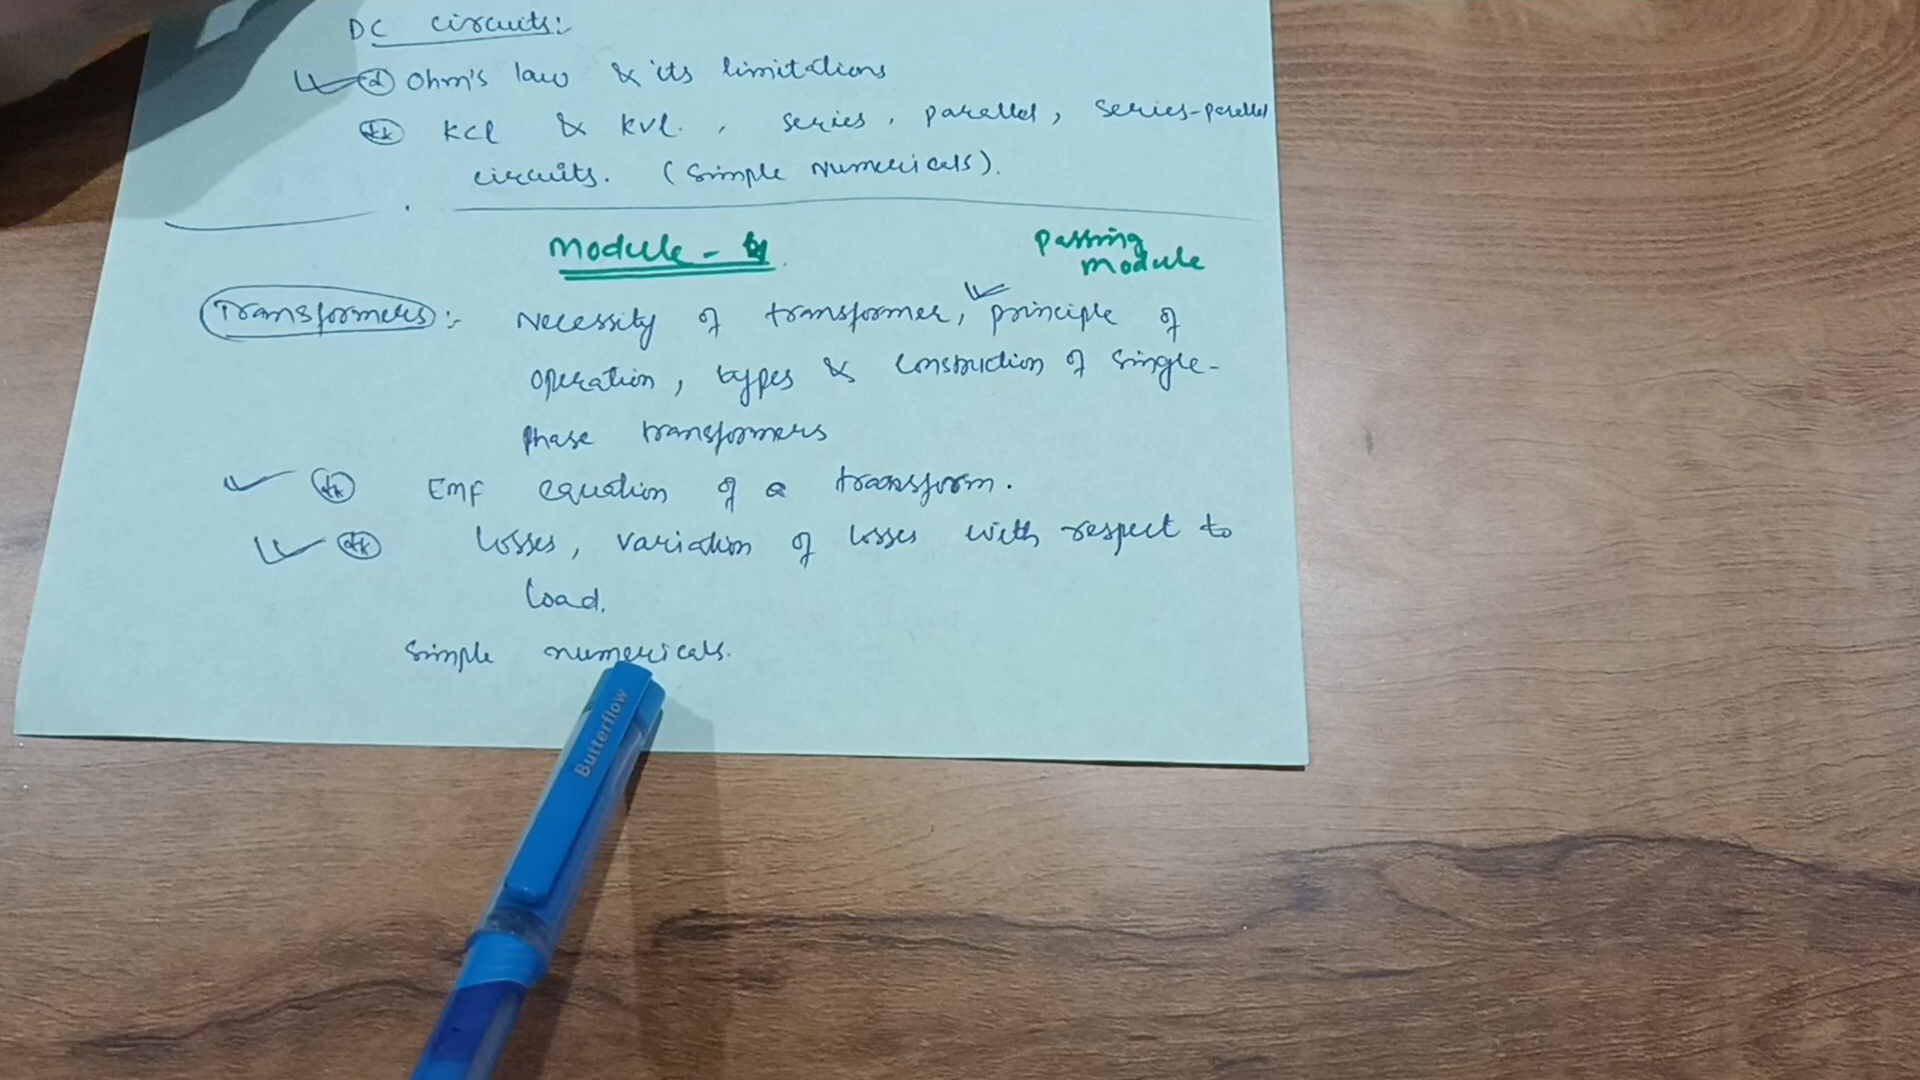 DC circuits:-
Ohm's law & its limitations
** KCL & KVL. , series, parallel, series-parallel
circuits. (simple Numericals).
Module-4
Passing
Module
Transformers:- Necessity of transformer, principle of
operation, types & construction of single-
phase transformers
** EMF equation of a transform.
** Losses, variation of losses with respect to
load.
Simple numericals.
Butterflow